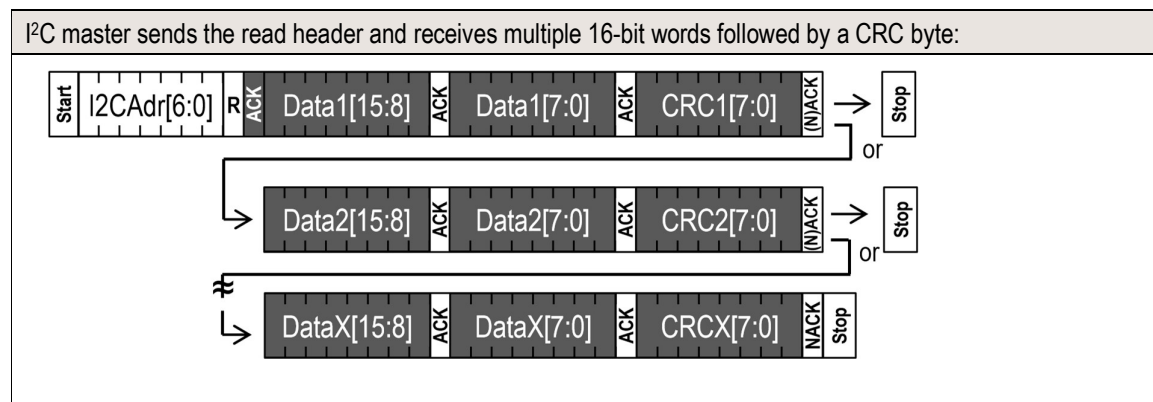 I²C master sends the read header and receives multiple 16-bit words followed by a CRC byte:
Start I2CAdr[6:0] R ACK Data1[15:8] ACK Data1[7:0] ACK CRC1[7:0] (N)ACK Stop
or
Data2[15:8] ACK Data2[7:0] ACK CRC2[7:0] (N)ACK Stop
or
DataX[15:8] ACK DataX[7:0] ACK CRCX[7:0] NACK Stop